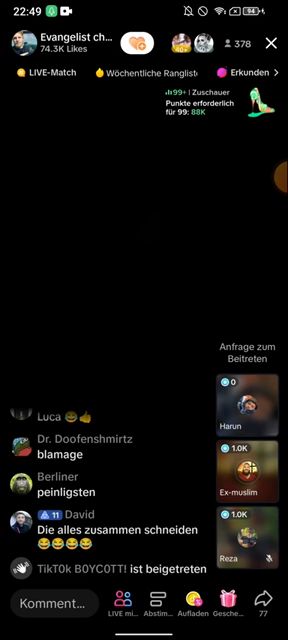 22:49
94
Evangelist ch...
74.3K Likes
378
LIVE-Match
Wöchentliche Ranglist
Erkunden
99+ | Zuschauer
Punkte erforderlich
für 99: 88K
Anfrage zum
Beitreten
0
Harun
1.0K
Ex-muslim
1.0K
Reza
Luca 😂👍
Dr. Doofenshmirtz
blamage
Berliner
peinligsten
11 David
Die alles zusammen schneiden
😂😂😂😂
TikT0k B0YC0TT! ist beigetreten
Komment...
LIVE mi...
Abstim...
Aufladen
Gesche...
77